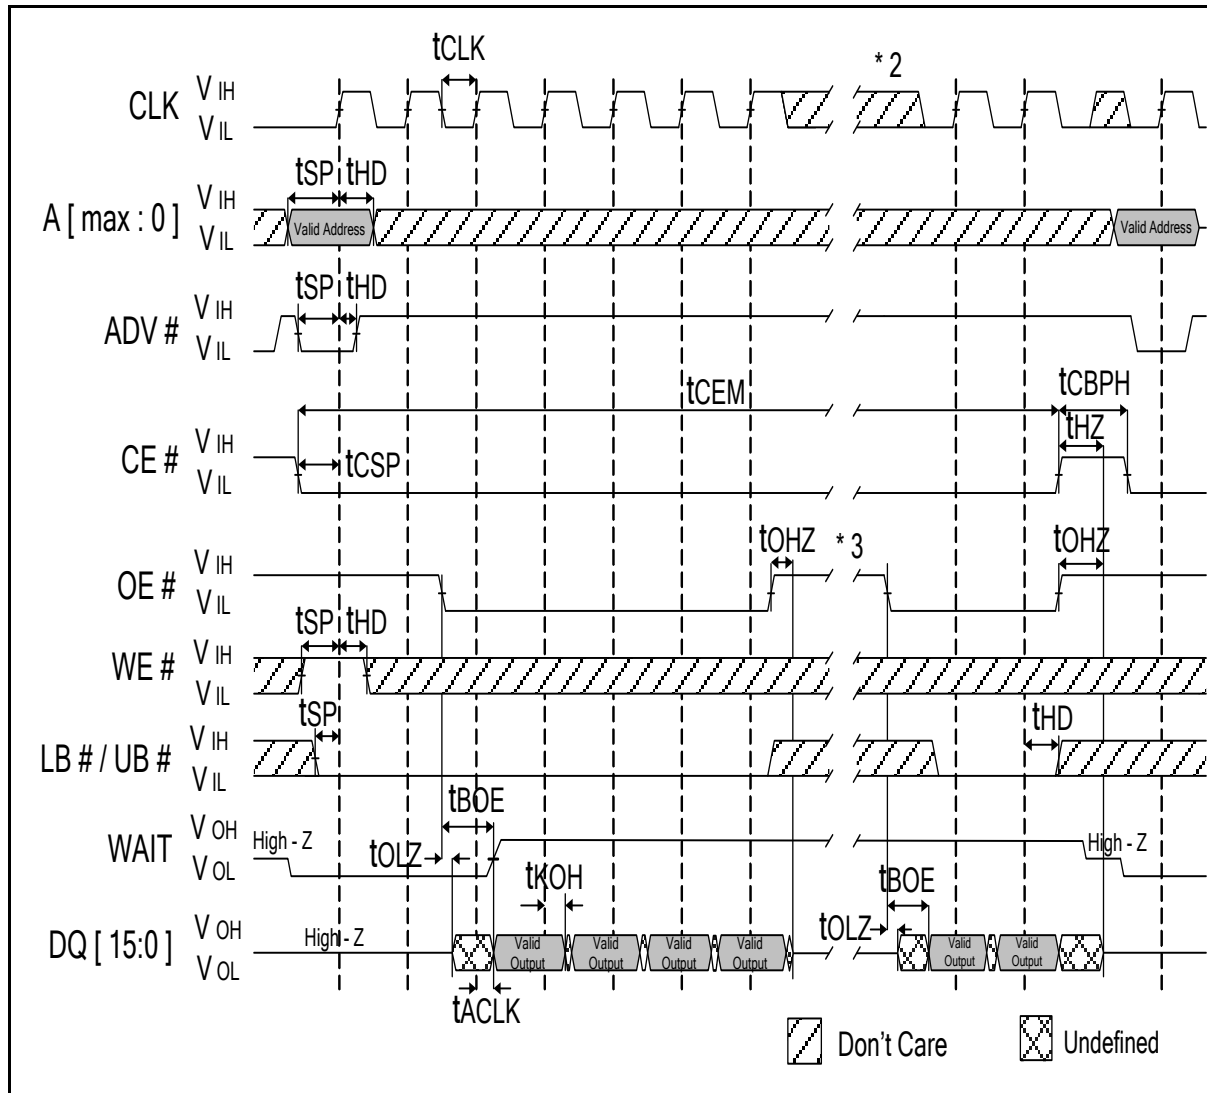 tCLK
* 2
CLK
V IH
V IL
tSP
tHD
A [ max : 0 ]
V IH
V IL
Valid Address
Valid Address
tSP
tHD
ADV #
V IH
V IL
tCEM
tCBPH
tHZ
CE #
V IH
V IL
tCSP
tOHZ
* 3
tOHZ
OE #
V IH
V IL
tSP
tHD
WE #
V IH
V IL
tSP
tHD
LB # / UB #
V IH
V IL
tBOE
WAIT
V OH
V OL
High - Z
High - Z
tOLZ
tKOH
tBOE
tOLZ
DQ [ 15:0 ]
V OH
V OL
High - Z
Valid
Output
Valid
Output
Valid
Output
Valid
Output
Valid
Output
Valid
Output
tACLK
Don't Care
Undefined